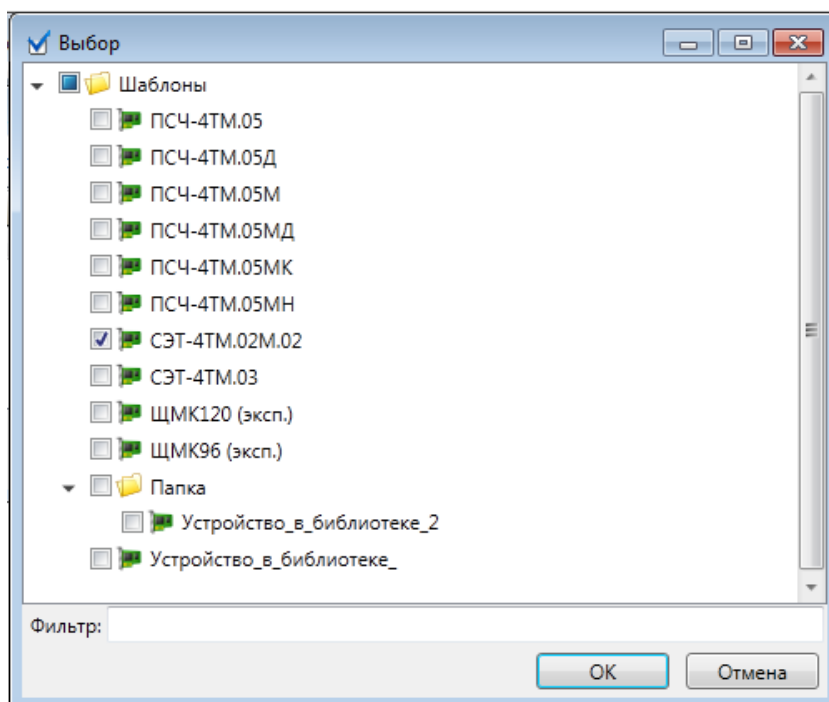 Выбор
Шаблоны
ПСЧ-4ТМ.05
ПСЧ-4ТМ.05Д
ПСЧ-4ТМ.05М
ПСЧ-4ТМ.05МД
ПСЧ-4ТМ.05МК
ПСЧ-4ТМ.05МН
СЭТ-4ТМ.02М.02
СЭТ-4ТМ.03
ЩМК120 (эксп.)
ЩМК96 (эксп.)
Папка
Устройство_в_библиотеке_2
Устройство_в_библиотеке_
Фильтр:
ОК Отмена